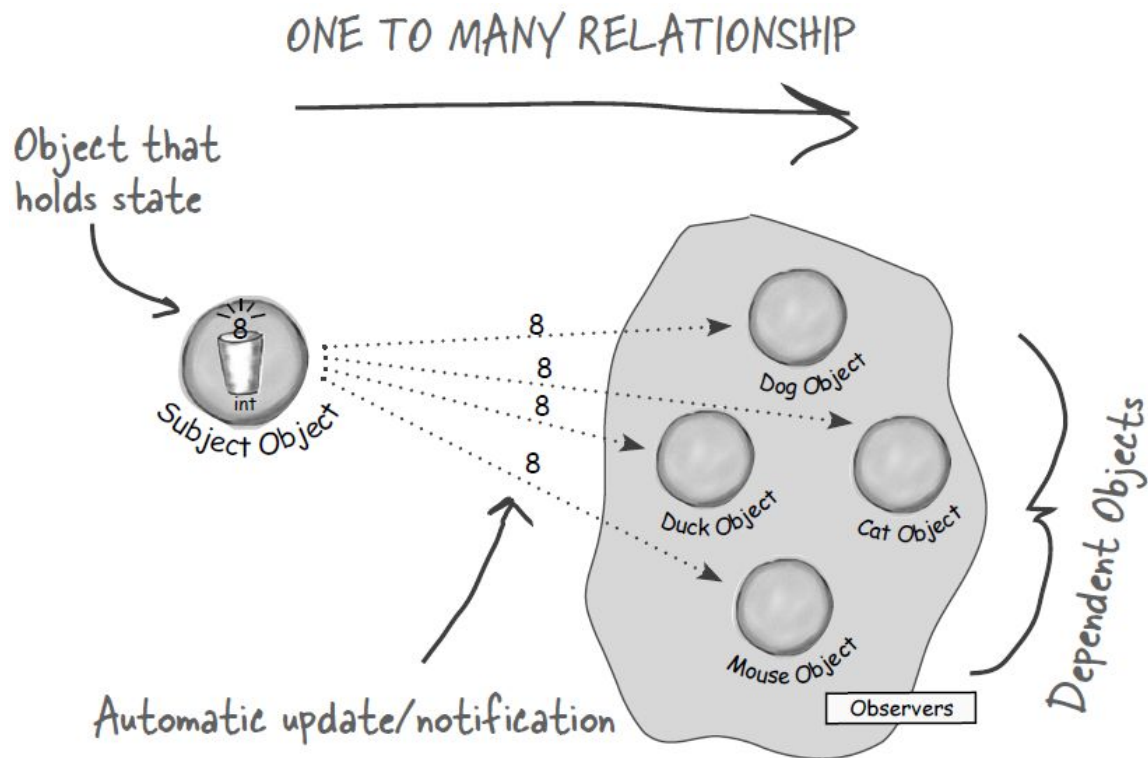 ONE TO MANY RELATIONSHIP
Object that
holds state
8
int
Subject Object
8
8
8
8
Dog Object
Duck Object
Cat Object
Mouse Object
Observers
Dependent Objects
Automatic update/notification